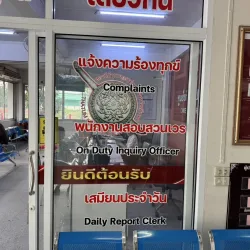 แจ้งความร้องทุกข์
Complaints
พนักงานสอบสวนเวร
On Duty Inquiry Officer
ยินดีต้อนรับ
เสมียนประจำวัน
Daily Report Clerk